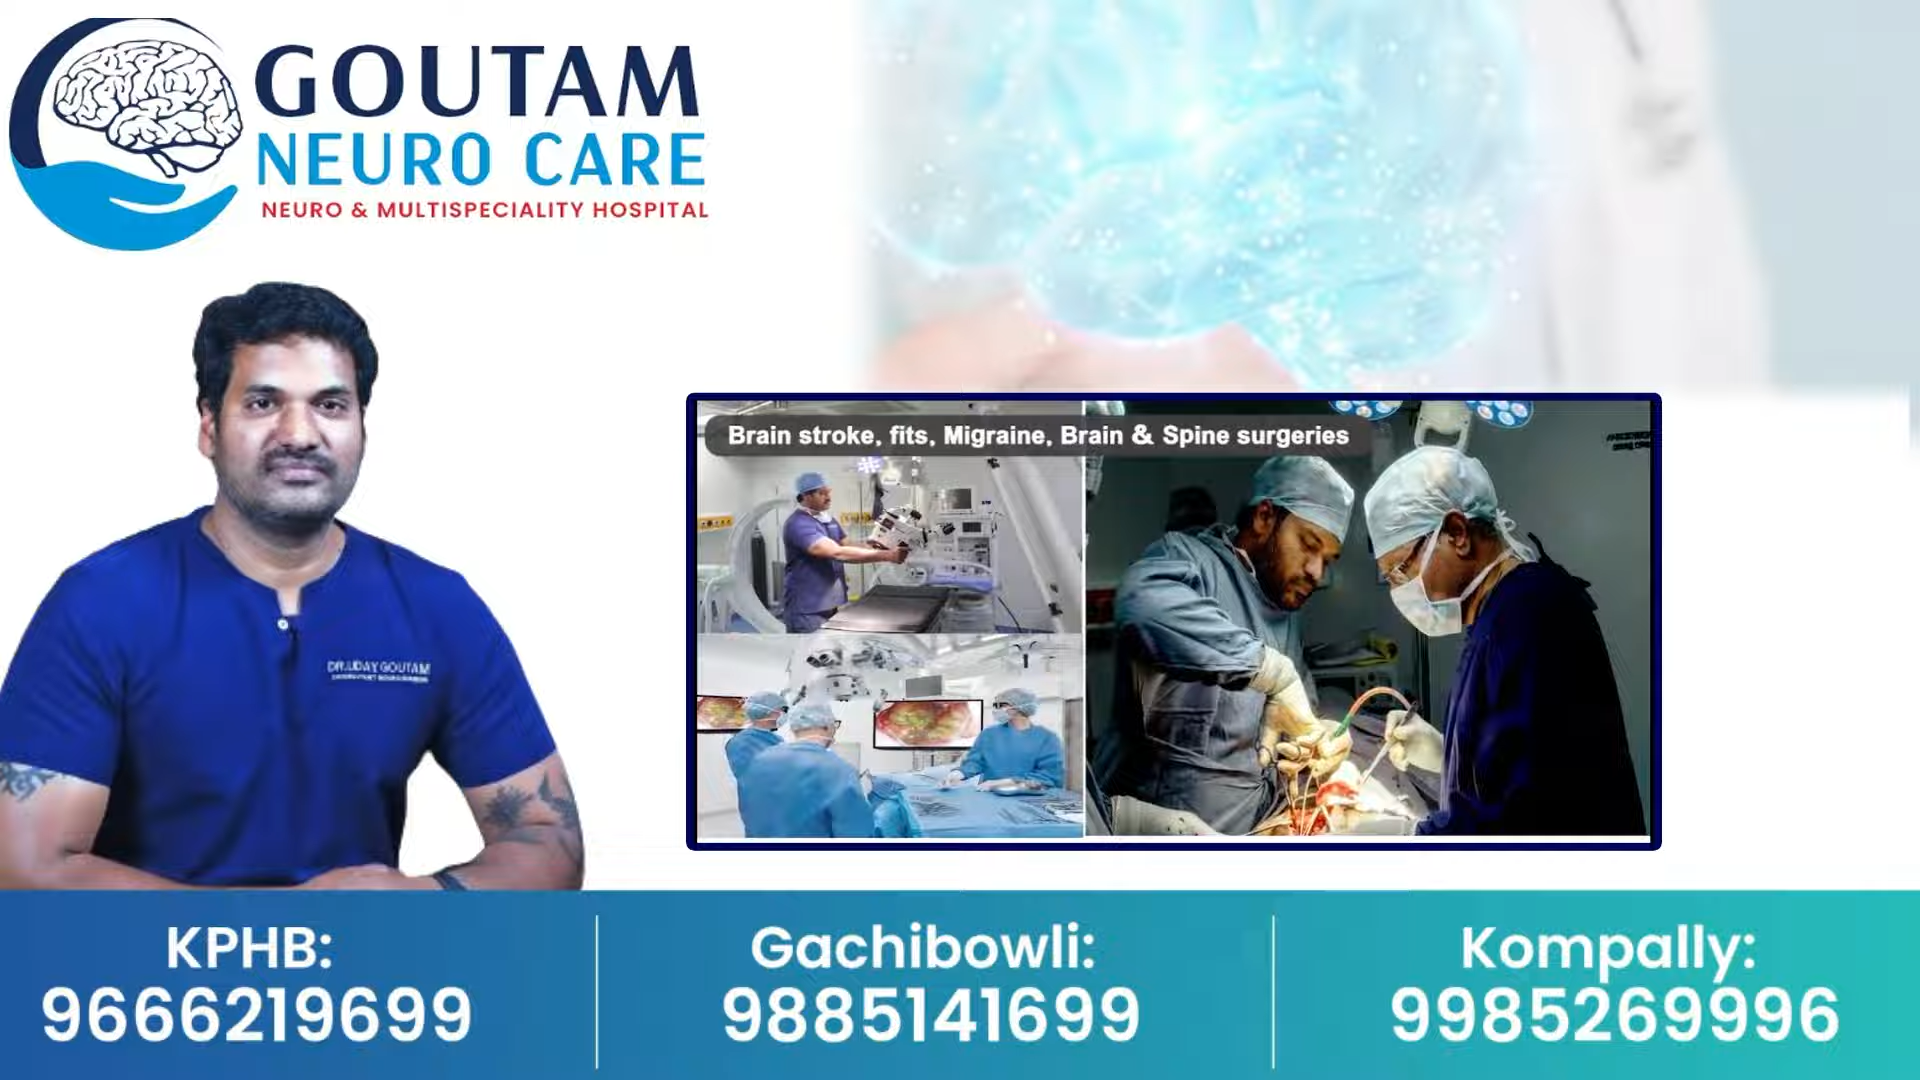 GOUTAM
NEURO CARE
NEURO & MULTISPECIALITY HOSPITAL
Brain stroke, fits, Migraine, Brain & Spine surgeries
DR.UDAY GOUTAM
KPHB:
9666219699
Gachibowli:
9885141699
Kompally:
9985269996